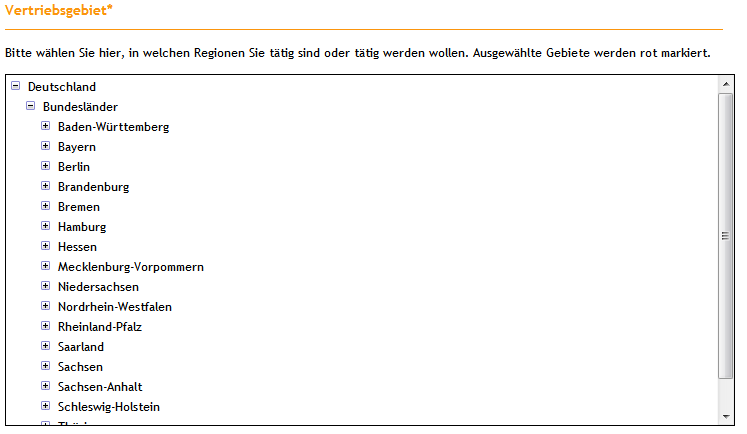 Vertriebsgebiet*
Bitte wählen Sie hier, in welchen Regionen Sie tätig sind oder tätig werden wollen. Ausgewählte Gebiete werden rot markiert.
Deutschland
Bundesländer
Baden-Württemberg
Bayern
Berlin
Brandenburg
Bremen
Hamburg
Hessen
Mecklenburg-Vorpommern
Niedersachsen
Nordrhein-Westfalen
Rheinland-Pfalz
Saarland
Sachsen
Sachsen-Anhalt
Schleswig-Holstein